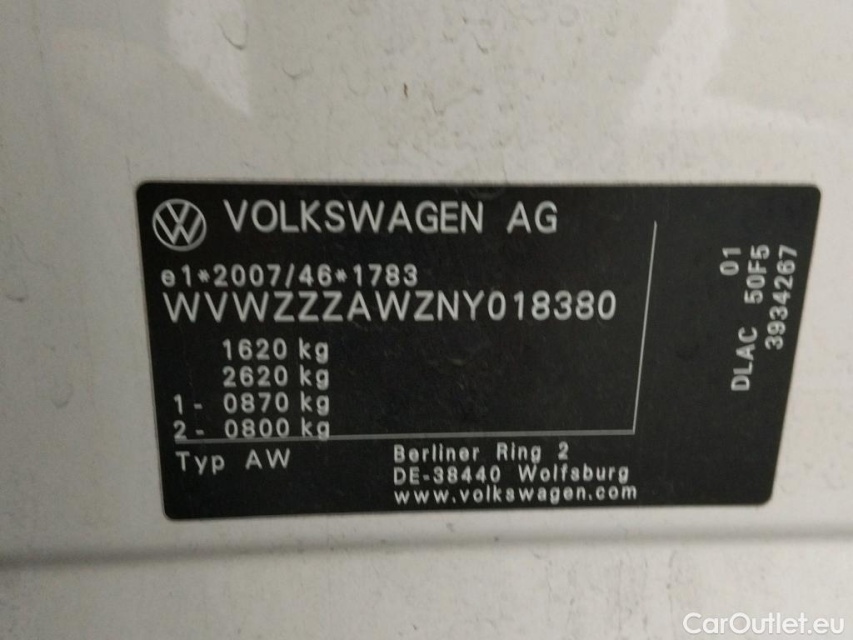 VOLKSWAGEN AG
e1*2007/46*1783
WVWZZZAWZNY018380
1620 kg
2620 kg
1- 0870 kg
2- 0800 kg
Typ AW
Berliner Ring 2
DE-38440 Wolfsburg
www.volkswagen.com
01
DLAC 50F5
3934267
CarOutlet.eu